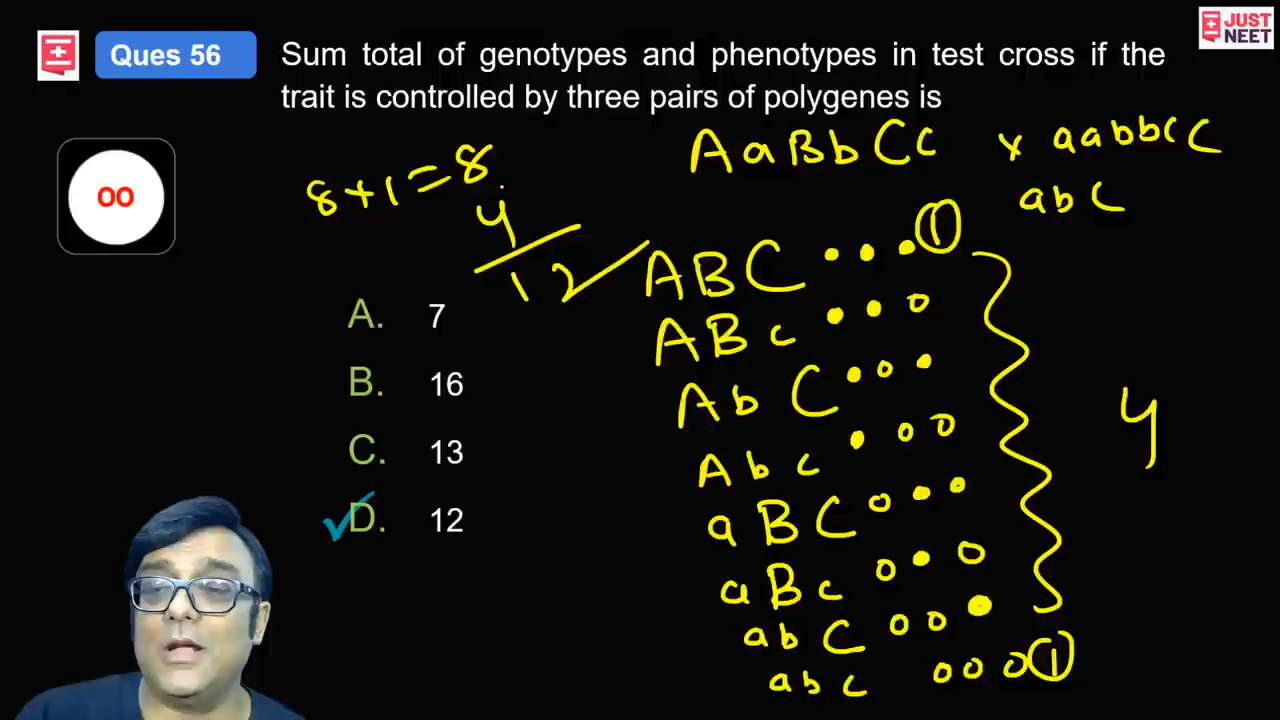 JUST
NEET
Ques 56
Sum total of genotypes and phenotypes in test cross if the
trait is controlled by three pairs of polygenes is
AaBbCc x aabbcc
abc
8+1=8
4
12
00
ABC 1
ABc
AbC
Abc
aBC
aBc
abC
abc 1
4
A. 7
B. 16
C. 13
D. 12